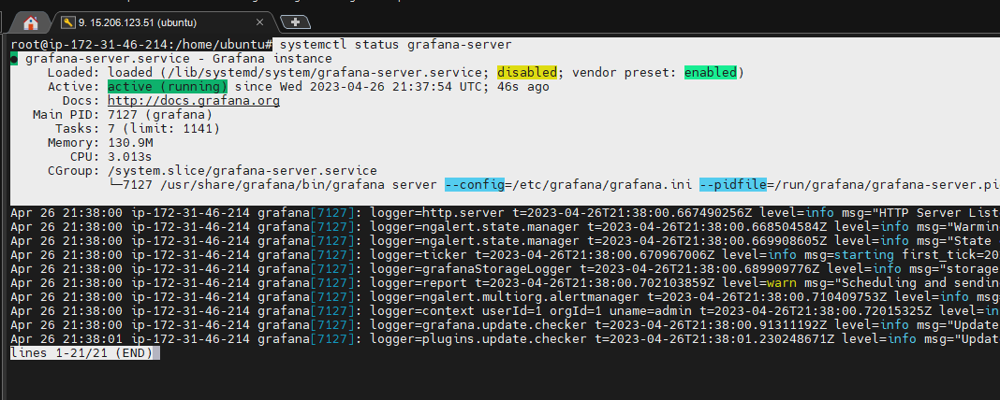 9. 15.206.123.51 (ubuntu)
root@ip-172-31-46-214:/home/ubuntu# systemctl status grafana-server
● grafana-server.service - Grafana instance
Loaded: loaded (/lib/systemd/system/grafana-server.service; disabled; vendor preset: enabled)
Active: active (running) since Wed 2023-04-26 21:37:54 UTC; 46s ago
Docs: http://docs.grafana.org
Main PID: 7127 (grafana)
Tasks: 7 (limit: 1141)
Memory: 130.9M
CPU: 3.013s
CGroup: /system.slice/grafana-server.service
└─7127 /usr/share/grafana/bin/grafana server --config=/etc/grafana/grafana.ini --pidfile=/run/grafana/grafana-server.pi
Apr 26 21:38:00 ip-172-31-46-214 grafana[7127]: logger=http.server t=2023-04-26T21:38:00.667490256Z level=info msg="HTTP Server List
Apr 26 21:38:00 ip-172-31-46-214 grafana[7127]: logger=ngalert.state.manager t=2023-04-26T21:38:00.668504584Z level=info msg="Warmin
Apr 26 21:38:00 ip-172-31-46-214 grafana[7127]: logger=ngalert.state.manager t=2023-04-26T21:38:00.669908605Z level=info msg="State
Apr 26 21:38:00 ip-172-31-46-214 grafana[7127]: logger=ticker t=2023-04-26T21:38:00.670967006Z level=info msg=starting first_tick=20
Apr 26 21:38:00 ip-172-31-46-214 grafana[7127]: logger=grafanaStorageLogger t=2023-04-26T21:38:00.689909776Z level=info msg="storage
Apr 26 21:38:00 ip-172-31-46-214 grafana[7127]: logger=report t=2023-04-26T21:38:00.702103859Z level=warn msg="Scheduling and sendin
Apr 26 21:38:00 ip-172-31-46-214 grafana[7127]: logger=ngalert.multiorg.alertmanager t=2023-04-26T21:38:00.710409753Z level=info msg=
Apr 26 21:38:00 ip-172-31-46-214 grafana[7127]: logger=context userId=1 orgId=1 uname=admin t=2023-04-26T21:38:00.72015325Z level=in
Apr 26 21:38:00 ip-172-31-46-214 grafana[7127]: logger=grafana.update.checker t=2023-04-26T21:38:00.91311192Z level=info msg="Update
Apr 26 21:38:01 ip-172-31-46-214 grafana[7127]: logger=plugins.update.checker t=2023-04-26T21:38:01.230248671Z level=info msg="Updat
lines 1-21/21 (END)